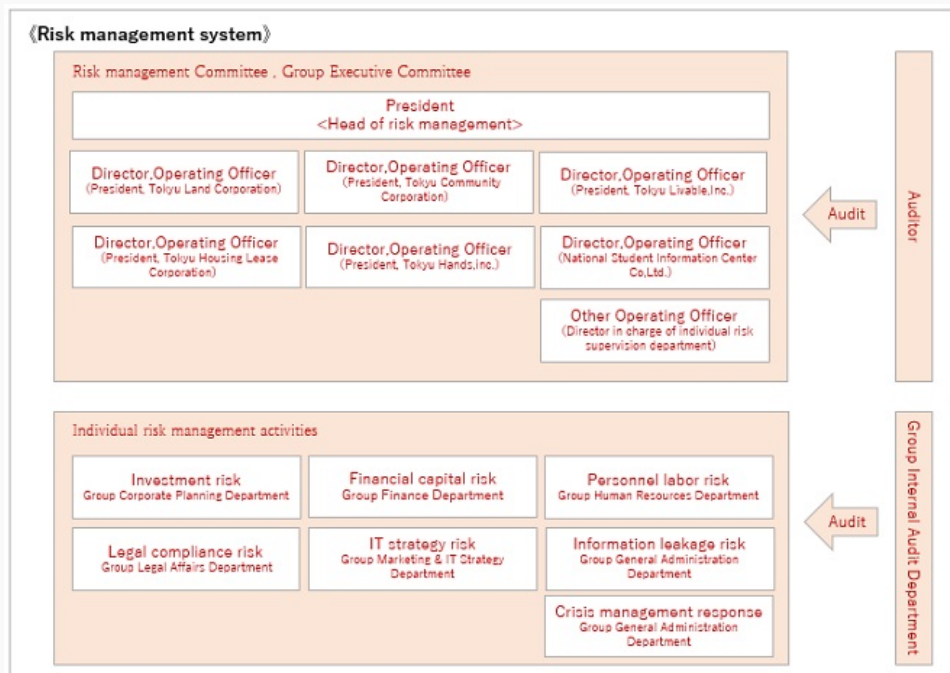 《Risk management system》
Risk management Committee , Group Executive Committee
President
<Head of risk management>
Director,Operating Officer
(President, Tokyu Land Corporation)
Director,Operating Officer
(President, Tokyu Community
Corporation)
Director,Operating Officer
(President, Tokyu Livable,Inc.)
Director,Operating Officer
(President, Tokyu Housing Lease
Corporation)
Director,Operating Officer
(President, Tokyu Hands,Inc.)
Director,Operating Officer
(National Student Information Center
Co,Ltd.)
Other Operating Officer
(Director in charge of individual risk
supervision department)
Audit
Auditor
Individual risk management activities
Investment risk
Group Corporate Planning Department
Financial capital risk
Group Finance Department
Personnel labor risk
Group Human Resources Department
Legal compliance risk
Group Legal Affairs Department
IT strategy risk
Group Marketing & IT Strategy
Department
Information leakage risk
Group General Administration
Department
Crisis management response
Group General Administration
Department
Audit
Group Internal Audit Department